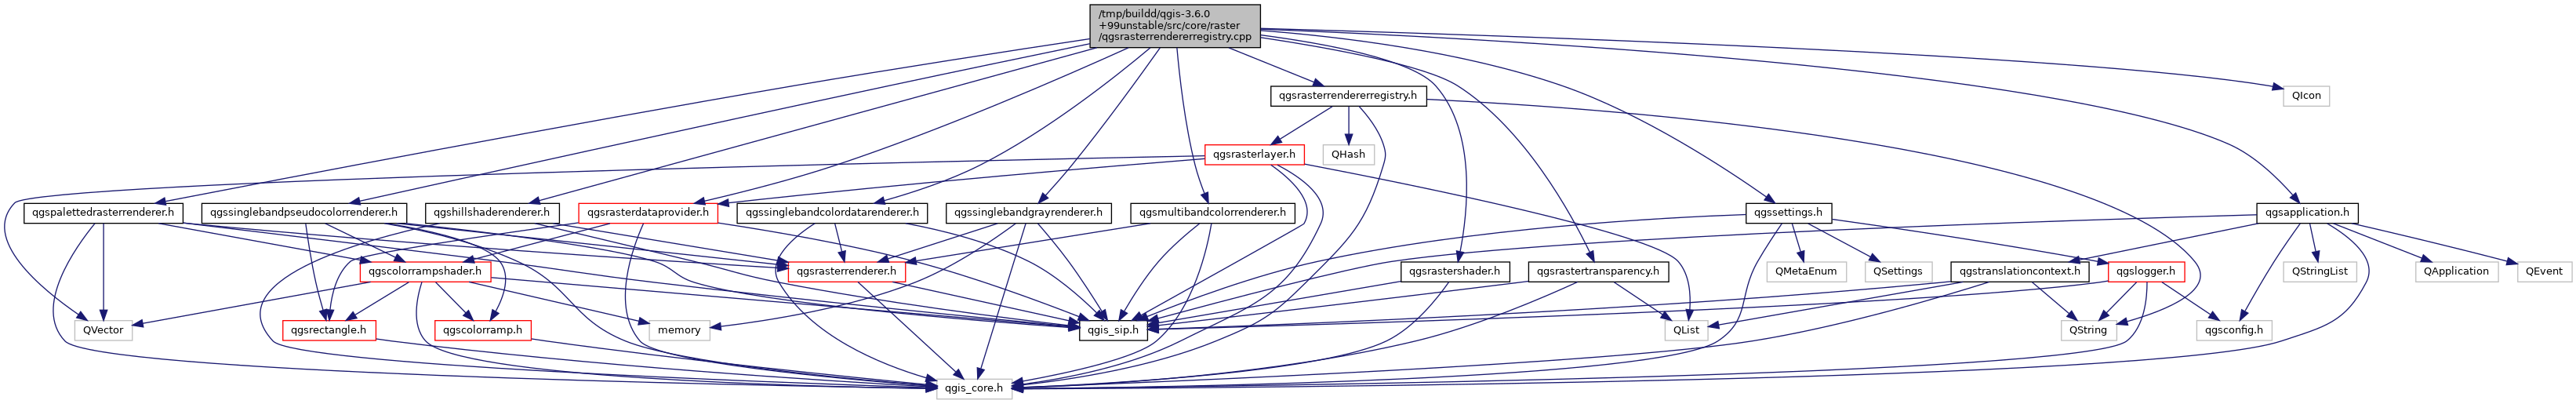 /tmp/buildd/qgis-3.6.0
+99unstable/src/core/raster
/qgsrasterrendererregistry.cpp
qgsrasterrendererregistry.h
QIcon
qgsrasterlayer.h
QHash
qgspalettedrasterrenderer.h
qgssinglebandpseudocolorrenderer.h
qgshillshaderenderer.h
qgsrasterdataprovider.h
qgssinglebandcolordatarenderer.h
qgssinglebandgrayrenderer.h
qgsmultibandcolorrenderer.h
qgssettings.h
qgsapplication.h
qgscolorrampshader.h
qgsrasterrenderer.h
qgsrastershader.h
qgsrastertransparency.h
QMetaEnum
QSettings
qgstranslationcontext.h
qgslogger.h
QStringList
QApplication
QEvent
QVector
qgsrectangle.h
qgscolorramp.h
memory
qgis_sip.h
QList
QString
qgsconfig.h
qgis_core.h